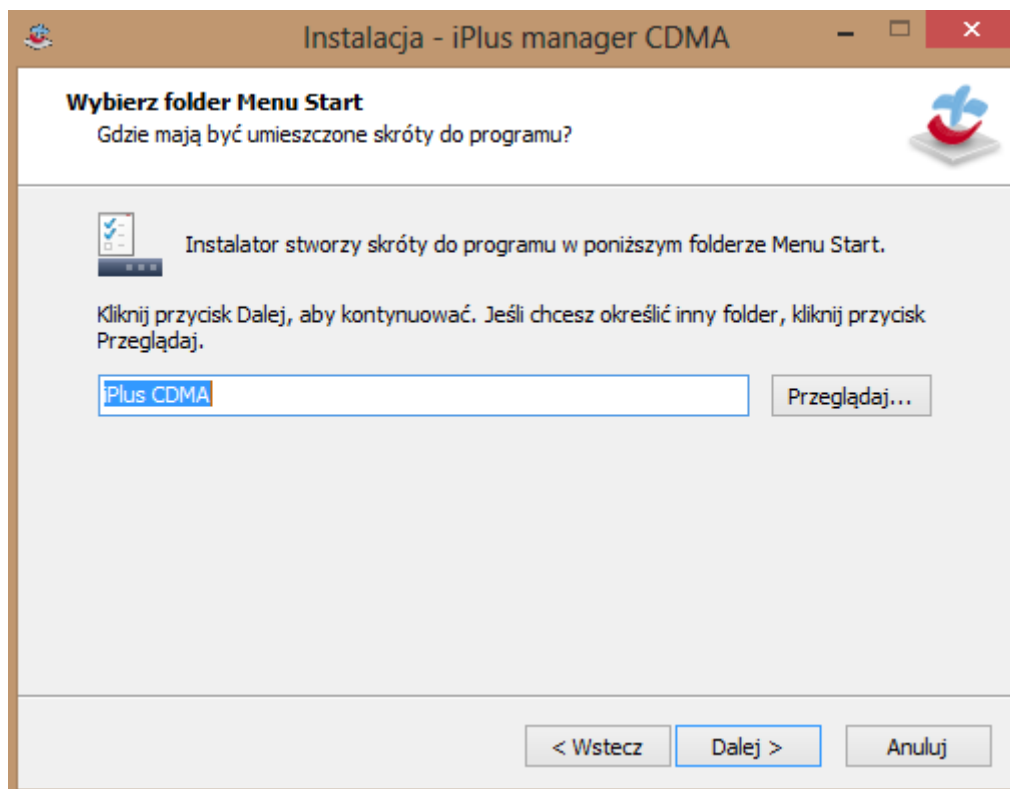 Instalacja - iPlus manager CDMA
Wybierz folder Menu Start
Gdzie mają być umieszczone skróty do programu?
Instalator stworzy skróty do programu w poniższym folderze Menu Start.
Kliknij przycisk Dalej, aby kontynuować. Jeśli chcesz określić inny folder, kliknij przycisk
Przeglądaj.
iPlus CDMA
Przeglądaj...
< Wstecz
Dalej >
Anuluj